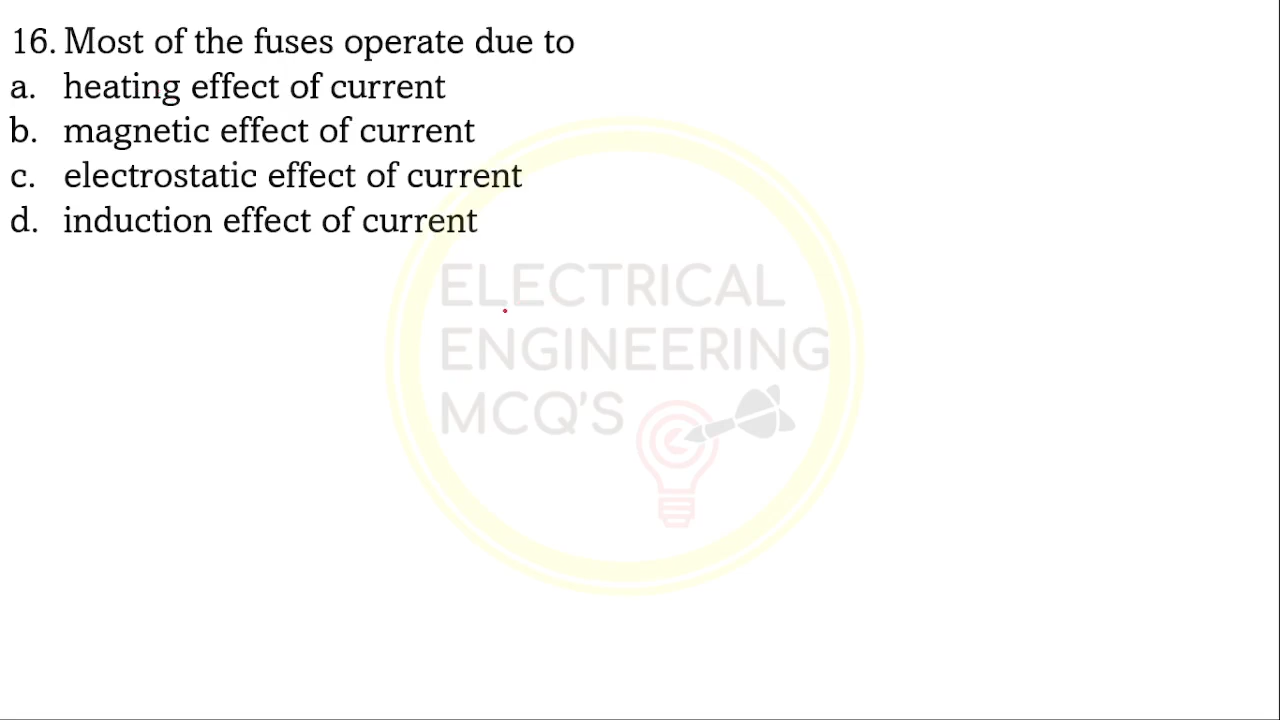 16. Most of the fuses operate due to
a. heating effect of current
b. magnetic effect of current
c. electrostatic effect of current
d. induction effect of current
ELECTRICAL
ENGINEERING
MCQ'S